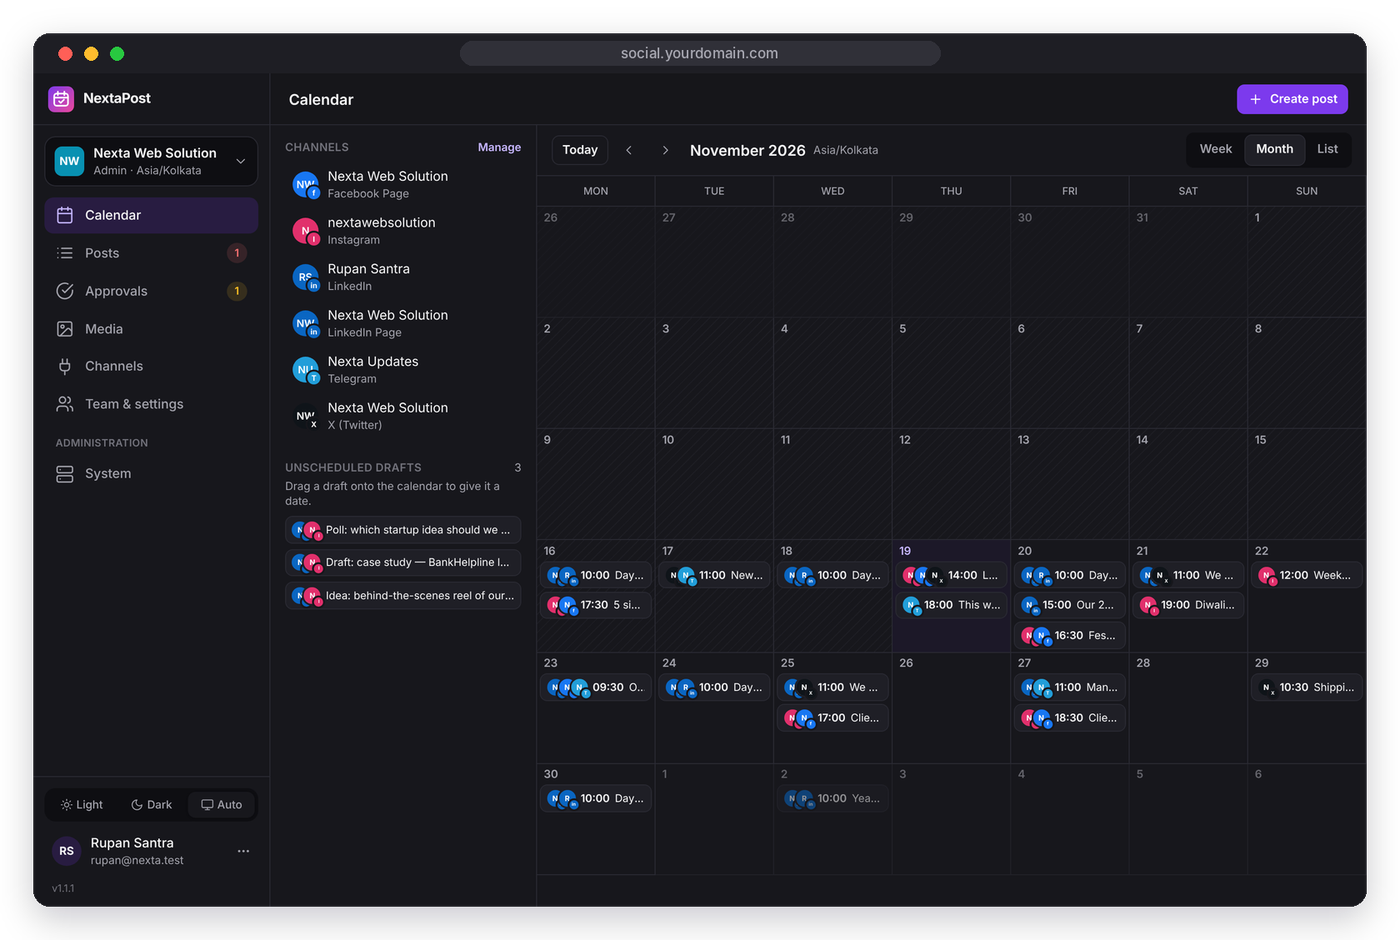 social.yourdomain.com
NextaPost
Calendar
+ Create post
NW
Nexta Web Solution
Admin · Asia/Kolkata
Calendar
Posts 1
Approvals 1
Media
Channels
Team & settings
ADMINISTRATION
System
Light Dark Auto
RS
Rupan Santra
rupan@nexta.test
v1.1.1
CHANNELS Manage
Nexta Web Solution
Facebook Page
nextawebsolution
Instagram
Rupan Santra
LinkedIn
Nexta Web Solution
LinkedIn Page
Nexta Updates
Telegram
Nexta Web Solution
X (Twitter)
UNSCHEDULED DRAFTS 3
Drag a draft onto the calendar to give it a
date.
Poll: which startup idea should we ...
Draft: case study — BankHelpline l...
Idea: behind-the-scenes reel of our...
Today November 2026 Asia/Kolkata Week Month List
MON TUE WED THU FRI SAT SUN
26 27 28 29 30 31 1
2 3 4 5 6 7 8
9 10 11 12 13 14 15
16 17 18 19 20 21 22
10:00 Day... 11:00 New... 10:00 Day... 14:00 L... 10:00 Day... 11:00 We ... 12:00 Week...
17:30 5 si... 18:00 This w... 15:00 Our 2... 19:00 Diwali...
16:30 Fes...
23 24 25 26 27 28 29
09:30 O... 10:00 Day... 11:00 We ... 11:00 Man... 10:30 Shippi...
17:00 Clie... 18:30 Clie...
30 1 2 3 4 5 6
10:00 Day... 10:00 Yea...